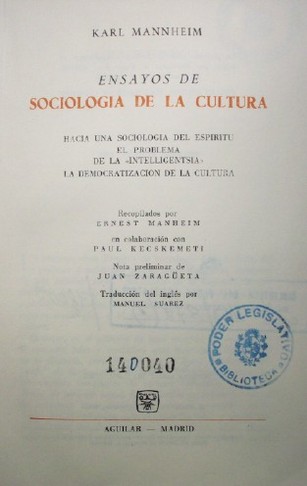 KARL MANNHEIM
ENSAYOS DE
SOCIOLOGIA DE LA CULTURA
HACIA UNA SOCIOLOGIA DEL ESPIRITU
EL PROBLEMA
DE LA «INTELLIGENTSIA»
LA DEMOCRATIZACION DE LA CULTURA
Recopilados por
ERNEST MANHEIM
en colaboración con
PAUL KECSKEMETI
Nota preliminar de
JUAN ZARAGÜETA
Traducción del inglés por
MANUEL SUAREZ
PODER LEGISLATIVO
BIBLIOTECA
140040
AGUILAR — MADRID